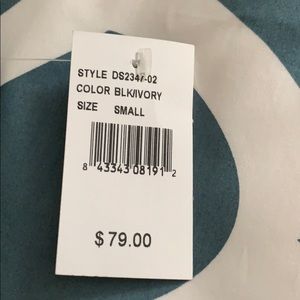 STYLE DS2347-02
COLOR BLK/IVORY
SIZE SMALL
8 43343 08191 2
$79.00